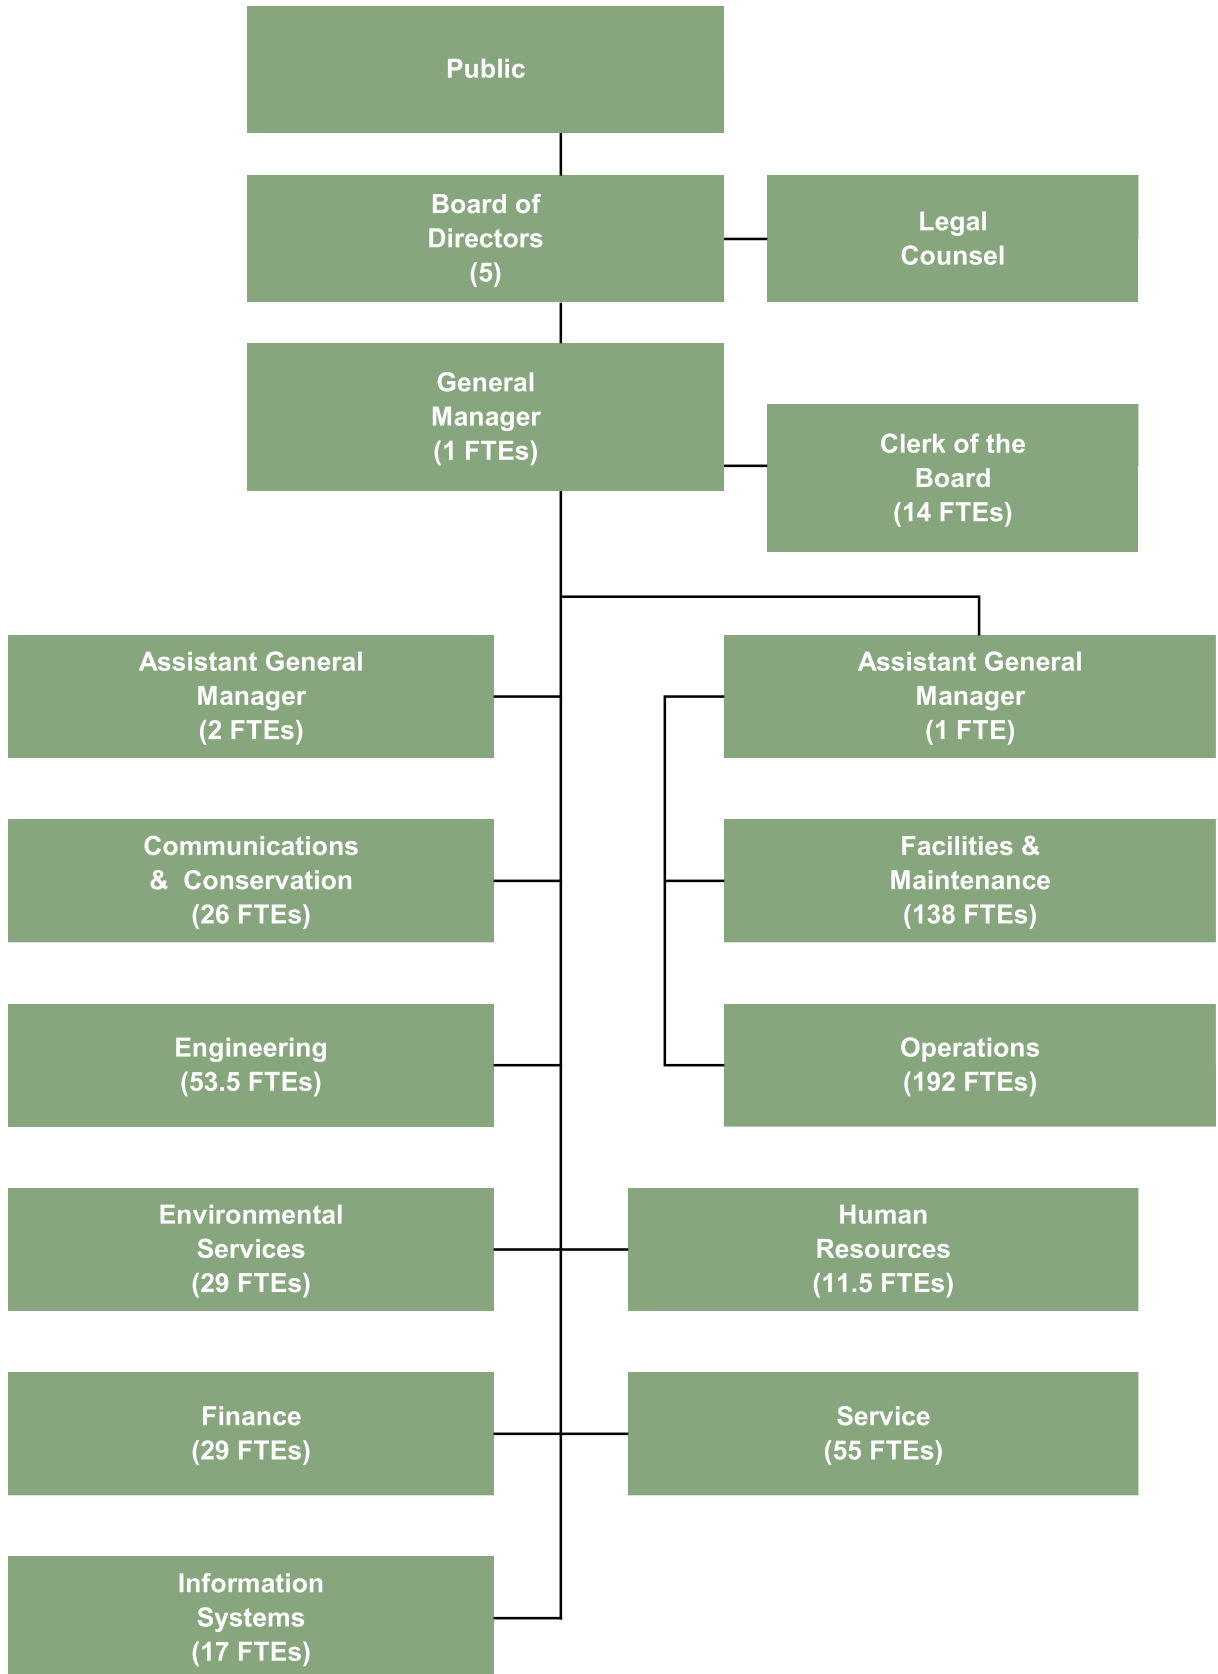 Public
Board of
Directors
(5)
Legal
Counsel
General
Manager
(1 FTEs)
Clerk of the
Board
(14 FTEs)
Assistant General
Manager
(2 FTEs)
Assistant General
Manager
(1 FTE)
Communications
& Conservation
(26 FTEs)
Facilities &
Maintenance
(138 FTEs)
Engineering
(53.5 FTEs)
Operations
(192 FTEs)
Environmental
Services
(29 FTEs)
Human
Resources
(11.5 FTEs)
Finance
(29 FTEs)
Service
(55 FTEs)
Information
Systems
(17 FTEs)